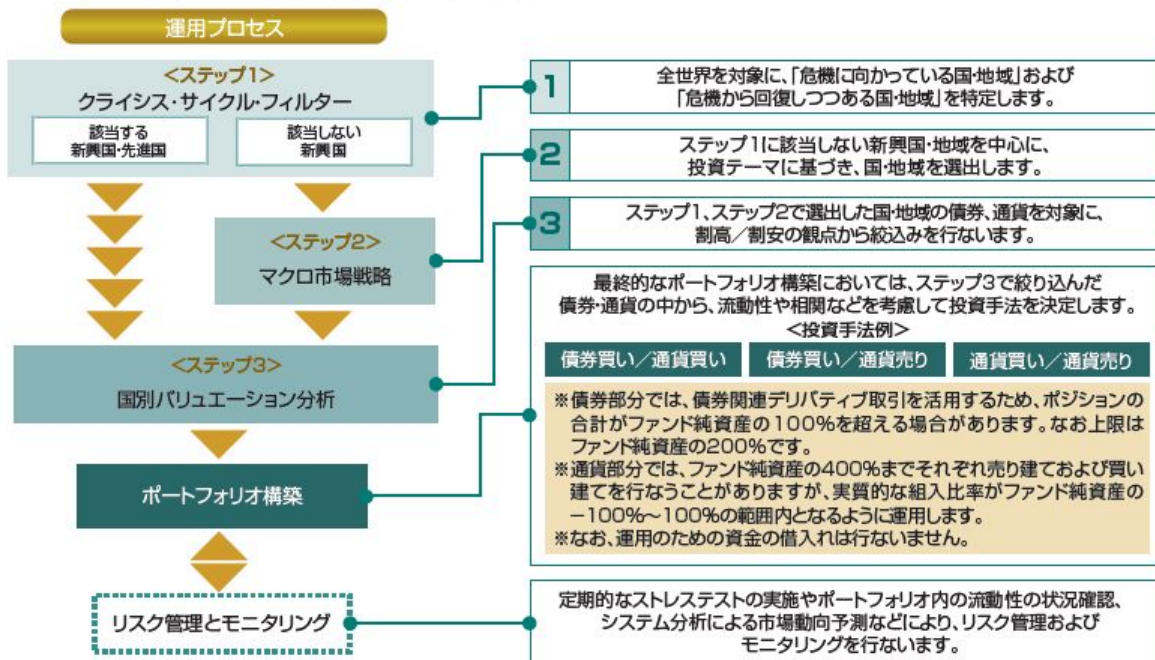 運用プロセス
<ステップ1>
クライシス・サイクル・フィルター
該当する
新興国・先進国
該当しない
新興国
<ステップ2>
マクロ市場戦略
<ステップ3>
国別バリュエーション分析
ポートフォリオ構築
リスク管理とモニタリング
1
全世界を対象に、「危機に向かっている国・地域」および
「危機から回復しつつある国・地域」を特定します。
2
ステップ1に該当しない新興国・地域を中心に、
投資テーマに基づき、国・地域を選出します。
3
ステップ1、ステップ2で選出した国・地域の債券、通貨を対象に、
割高／割安の観点から絞込みを行ないます。
最終的なポートフォリオ構築においては、ステップ3で絞り込んだ
債券・通貨の中から、流動性や相関などを考慮して投資手法を決定します。
<投資手法例>
債券買い／通貨買い
債券買い／通貨売り
通貨買い／通貨売り
※債券部分では、債券関連デリバティブ取引を活用するため、ポジションの
合計がファンド純資産の100％を超える場合があります。なお上限は
ファンド純資産の200％です。
※通貨部分では、ファンド純資産の400％までそれぞれ売り建ておよび買い
建てを行なうことがありますが、実質的な組入比率がファンド純資産の
－100％～100％の範囲内となるように運用します。
※なお、運用のための資金の借入れは行ないません。
定期的なストレステストの実施やポートフォリオ内の流動性の状況確認、
システム分析による市場動向予測などにより、リスク管理および
モニタリングを行ないます。